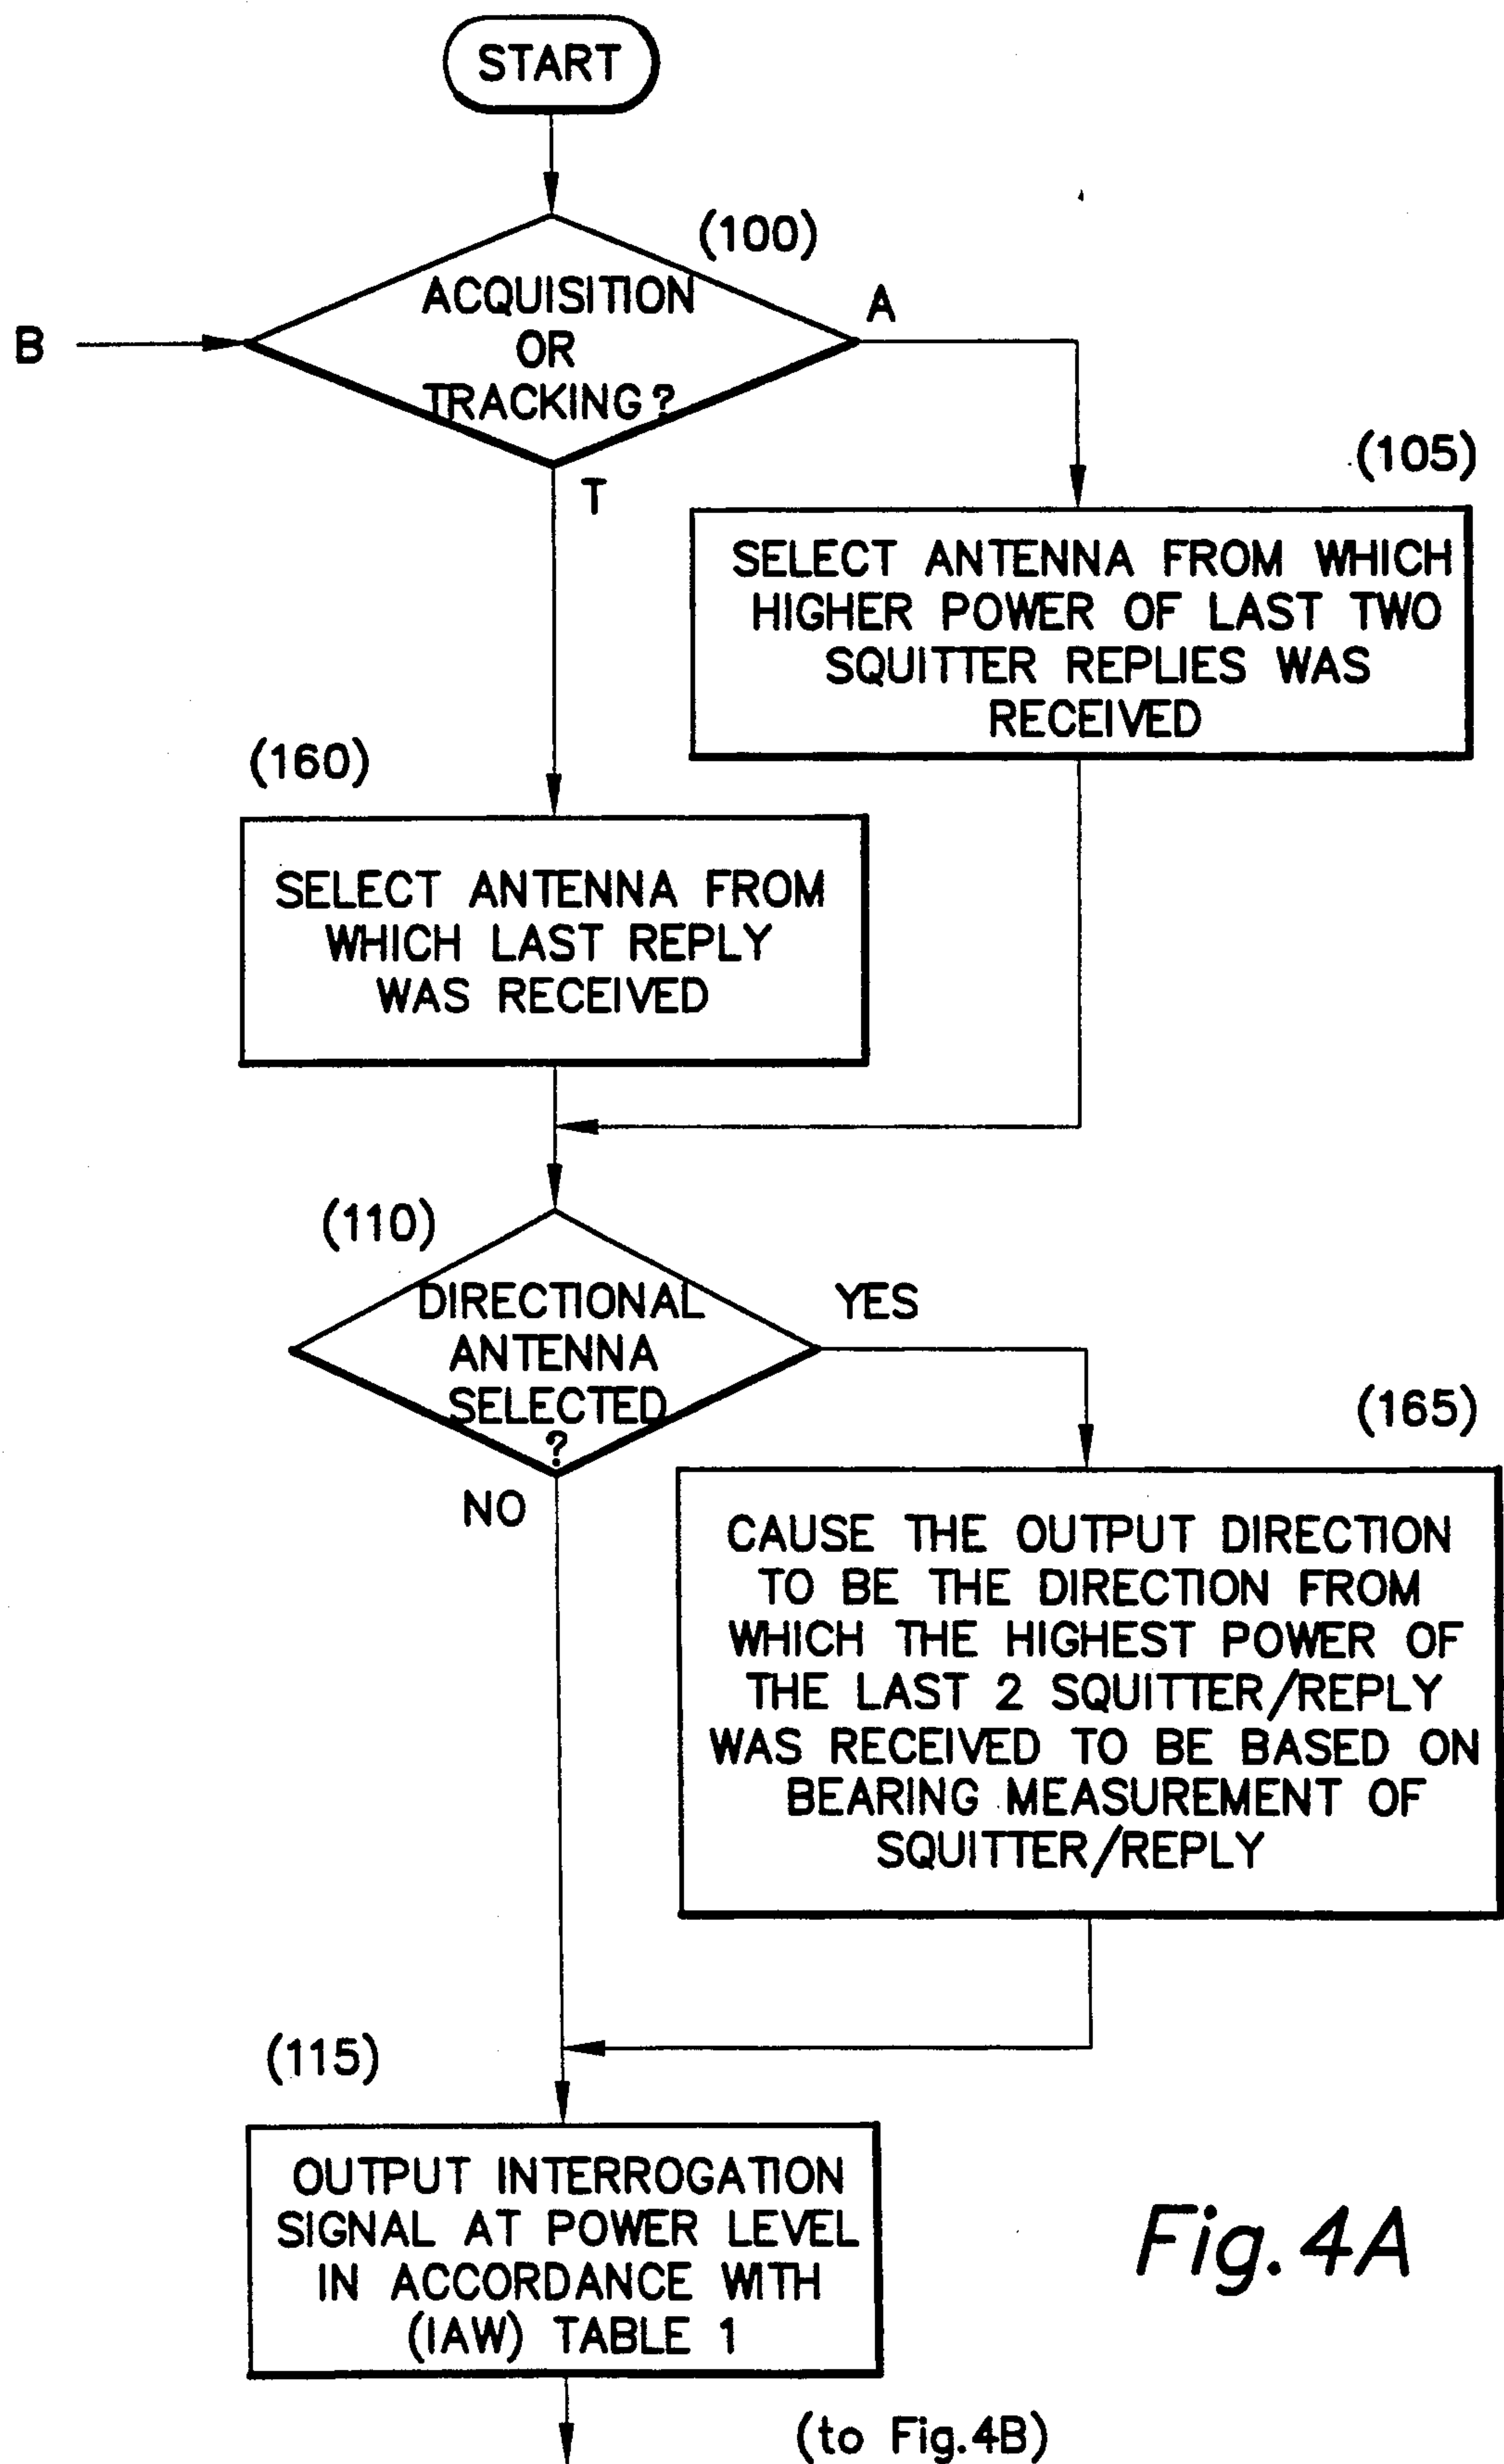 START
(100)
ACQUISITION
OR
TRACKING?
A
B
T
(105)
SELECT ANTENNA FROM WHICH
HIGHER POWER OF LAST TWO
SQUITTER REPLIES WAS
RECEIVED
(160)
SELECT ANTENNA FROM
WHICH LAST REPLY
WAS RECEIVED
(110)
DIRECTIONAL
ANTENNA
SELECTED
?
YES
NO
(165)
CAUSE THE OUTPUT DIRECTION
TO BE THE DIRECTION FROM
WHICH THE HIGHEST POWER OF
THE LAST 2 SQUITTER/REPLY
WAS RECEIVED TO BE BASED ON
BEARING MEASUREMENT OF
SQUITTER/REPLY
(115)
OUTPUT INTERROGATION
SIGNAL AT POWER LEVEL
IN ACCORDANCE WITH
(IAW) TABLE 1
Fig.4A
(to Fig.4B)